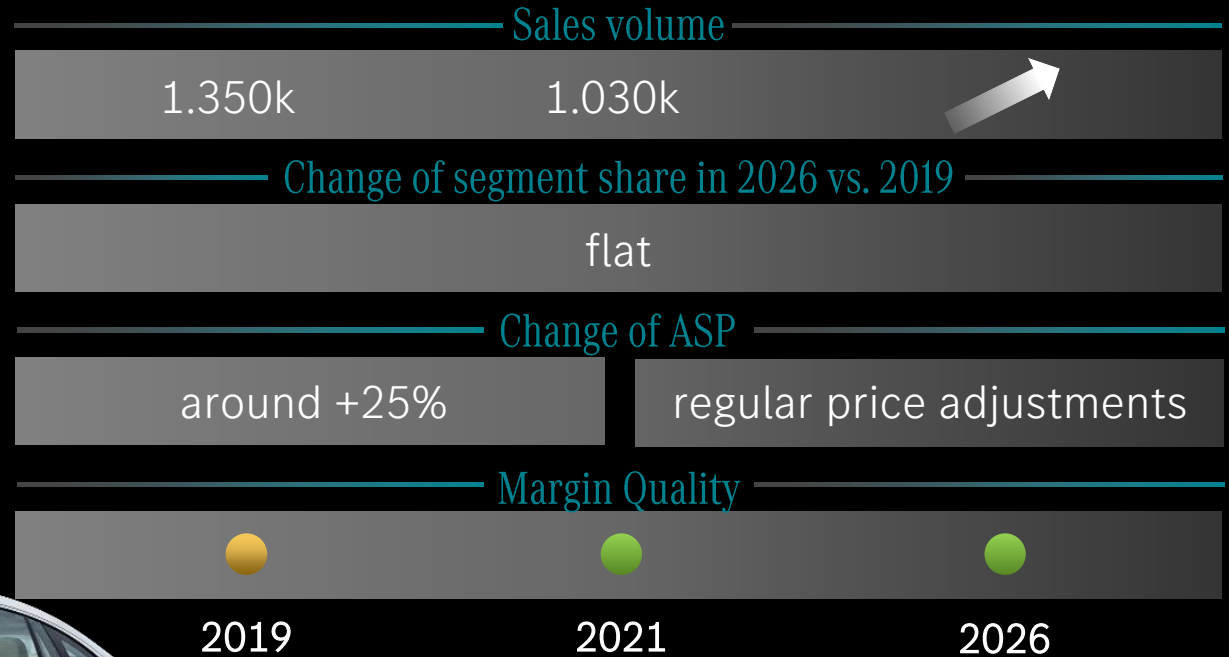 Sales volume
1.350k 1.030k
Change of segment share in 2026 vs. 2019
flat
Change of ASP
around +25% regular price adjustments
Margin Quality
2019 2021 2026